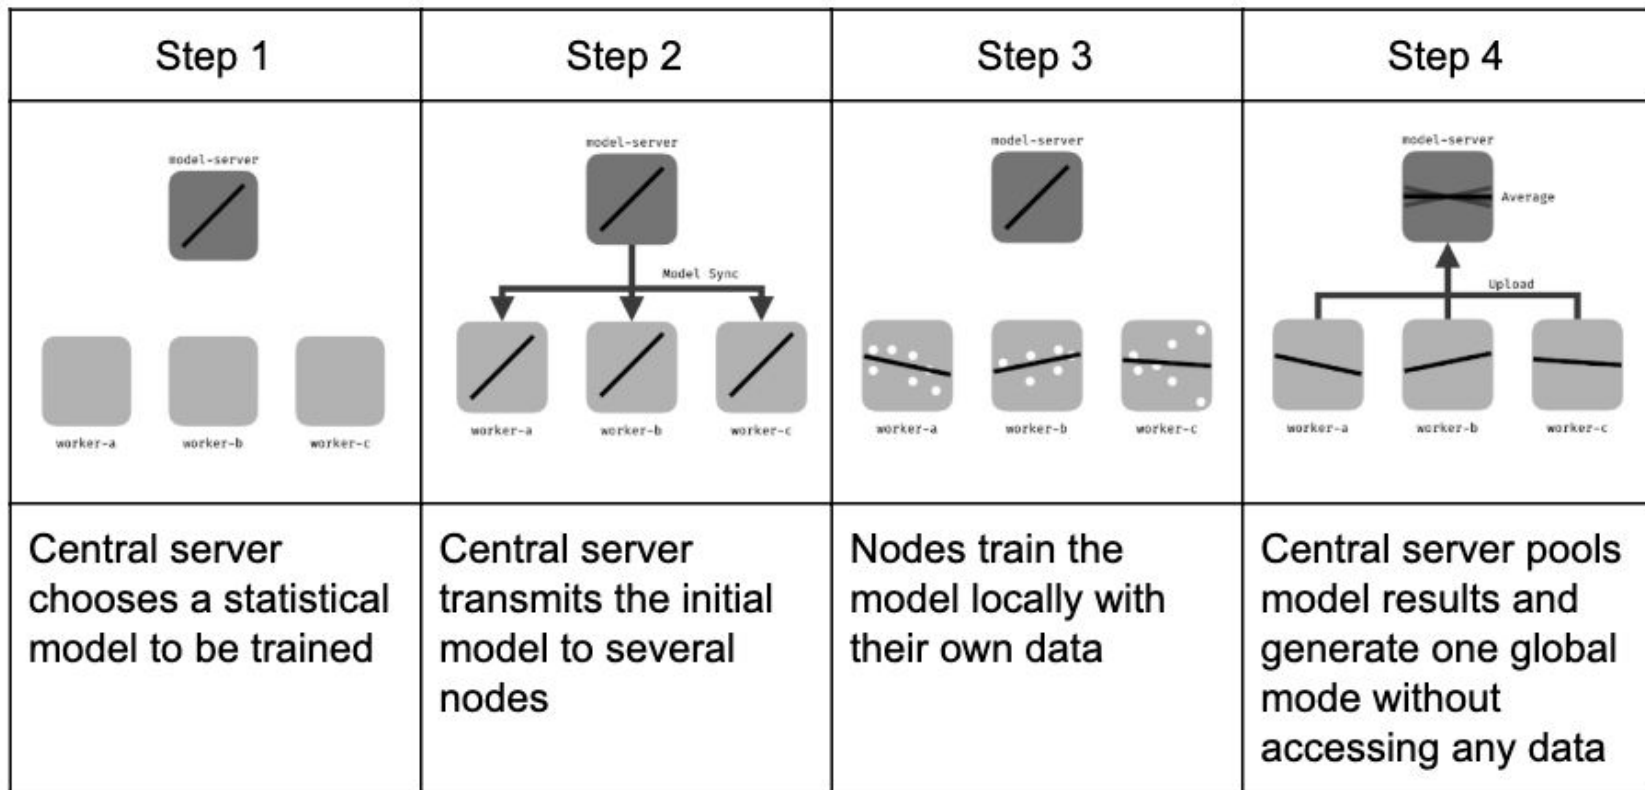 Step 1
Step 2
Step 3
Step 4
model-server
worker-a
worker-b
worker-c
model-server
Model Sync
worker-a
worker-b
worker-c
model-server
worker-a
worker-b
worker-c
model-server
Average
Upload
worker-a
worker-b
worker-c
Central server
chooses a statistical
model to be trained
Central server
transmits the initial
model to several
nodes
Nodes train the
model locally with
their own data
Central server pools
model results and
generate one global
mode without
accessing any data